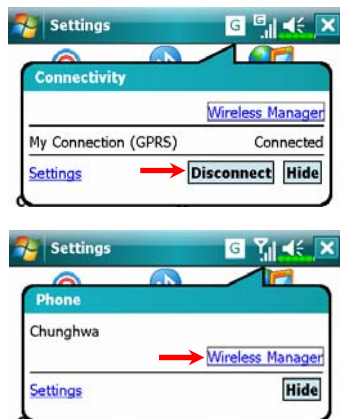 Settings G G
Connectivity
Wireless Manager
My Connection (GPRS) Connected
Settings Disconnect Hide
Settings G
Phone
Chunghwa
Wireless Manager
Settings Hide